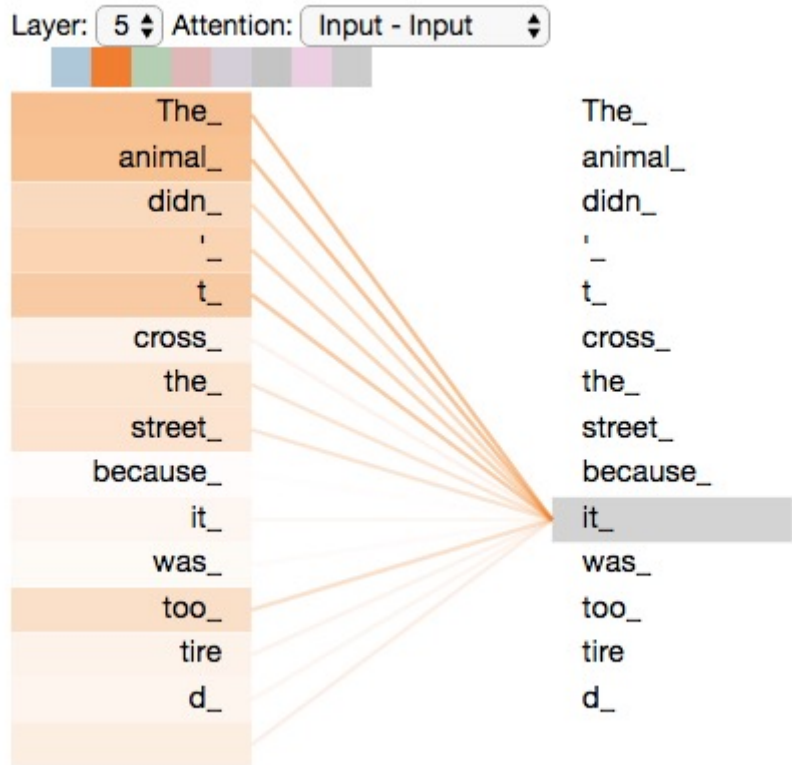 Layer: 5 Attention: Input - Input
The_ The_
animal_ animal_
didn_ didn_
'_ '_
t_ t_
cross_ cross_
the_ the_
street_ street_
because_ because_
it_ it_
was_ was_
too_ too_
tire tire
d_ d_